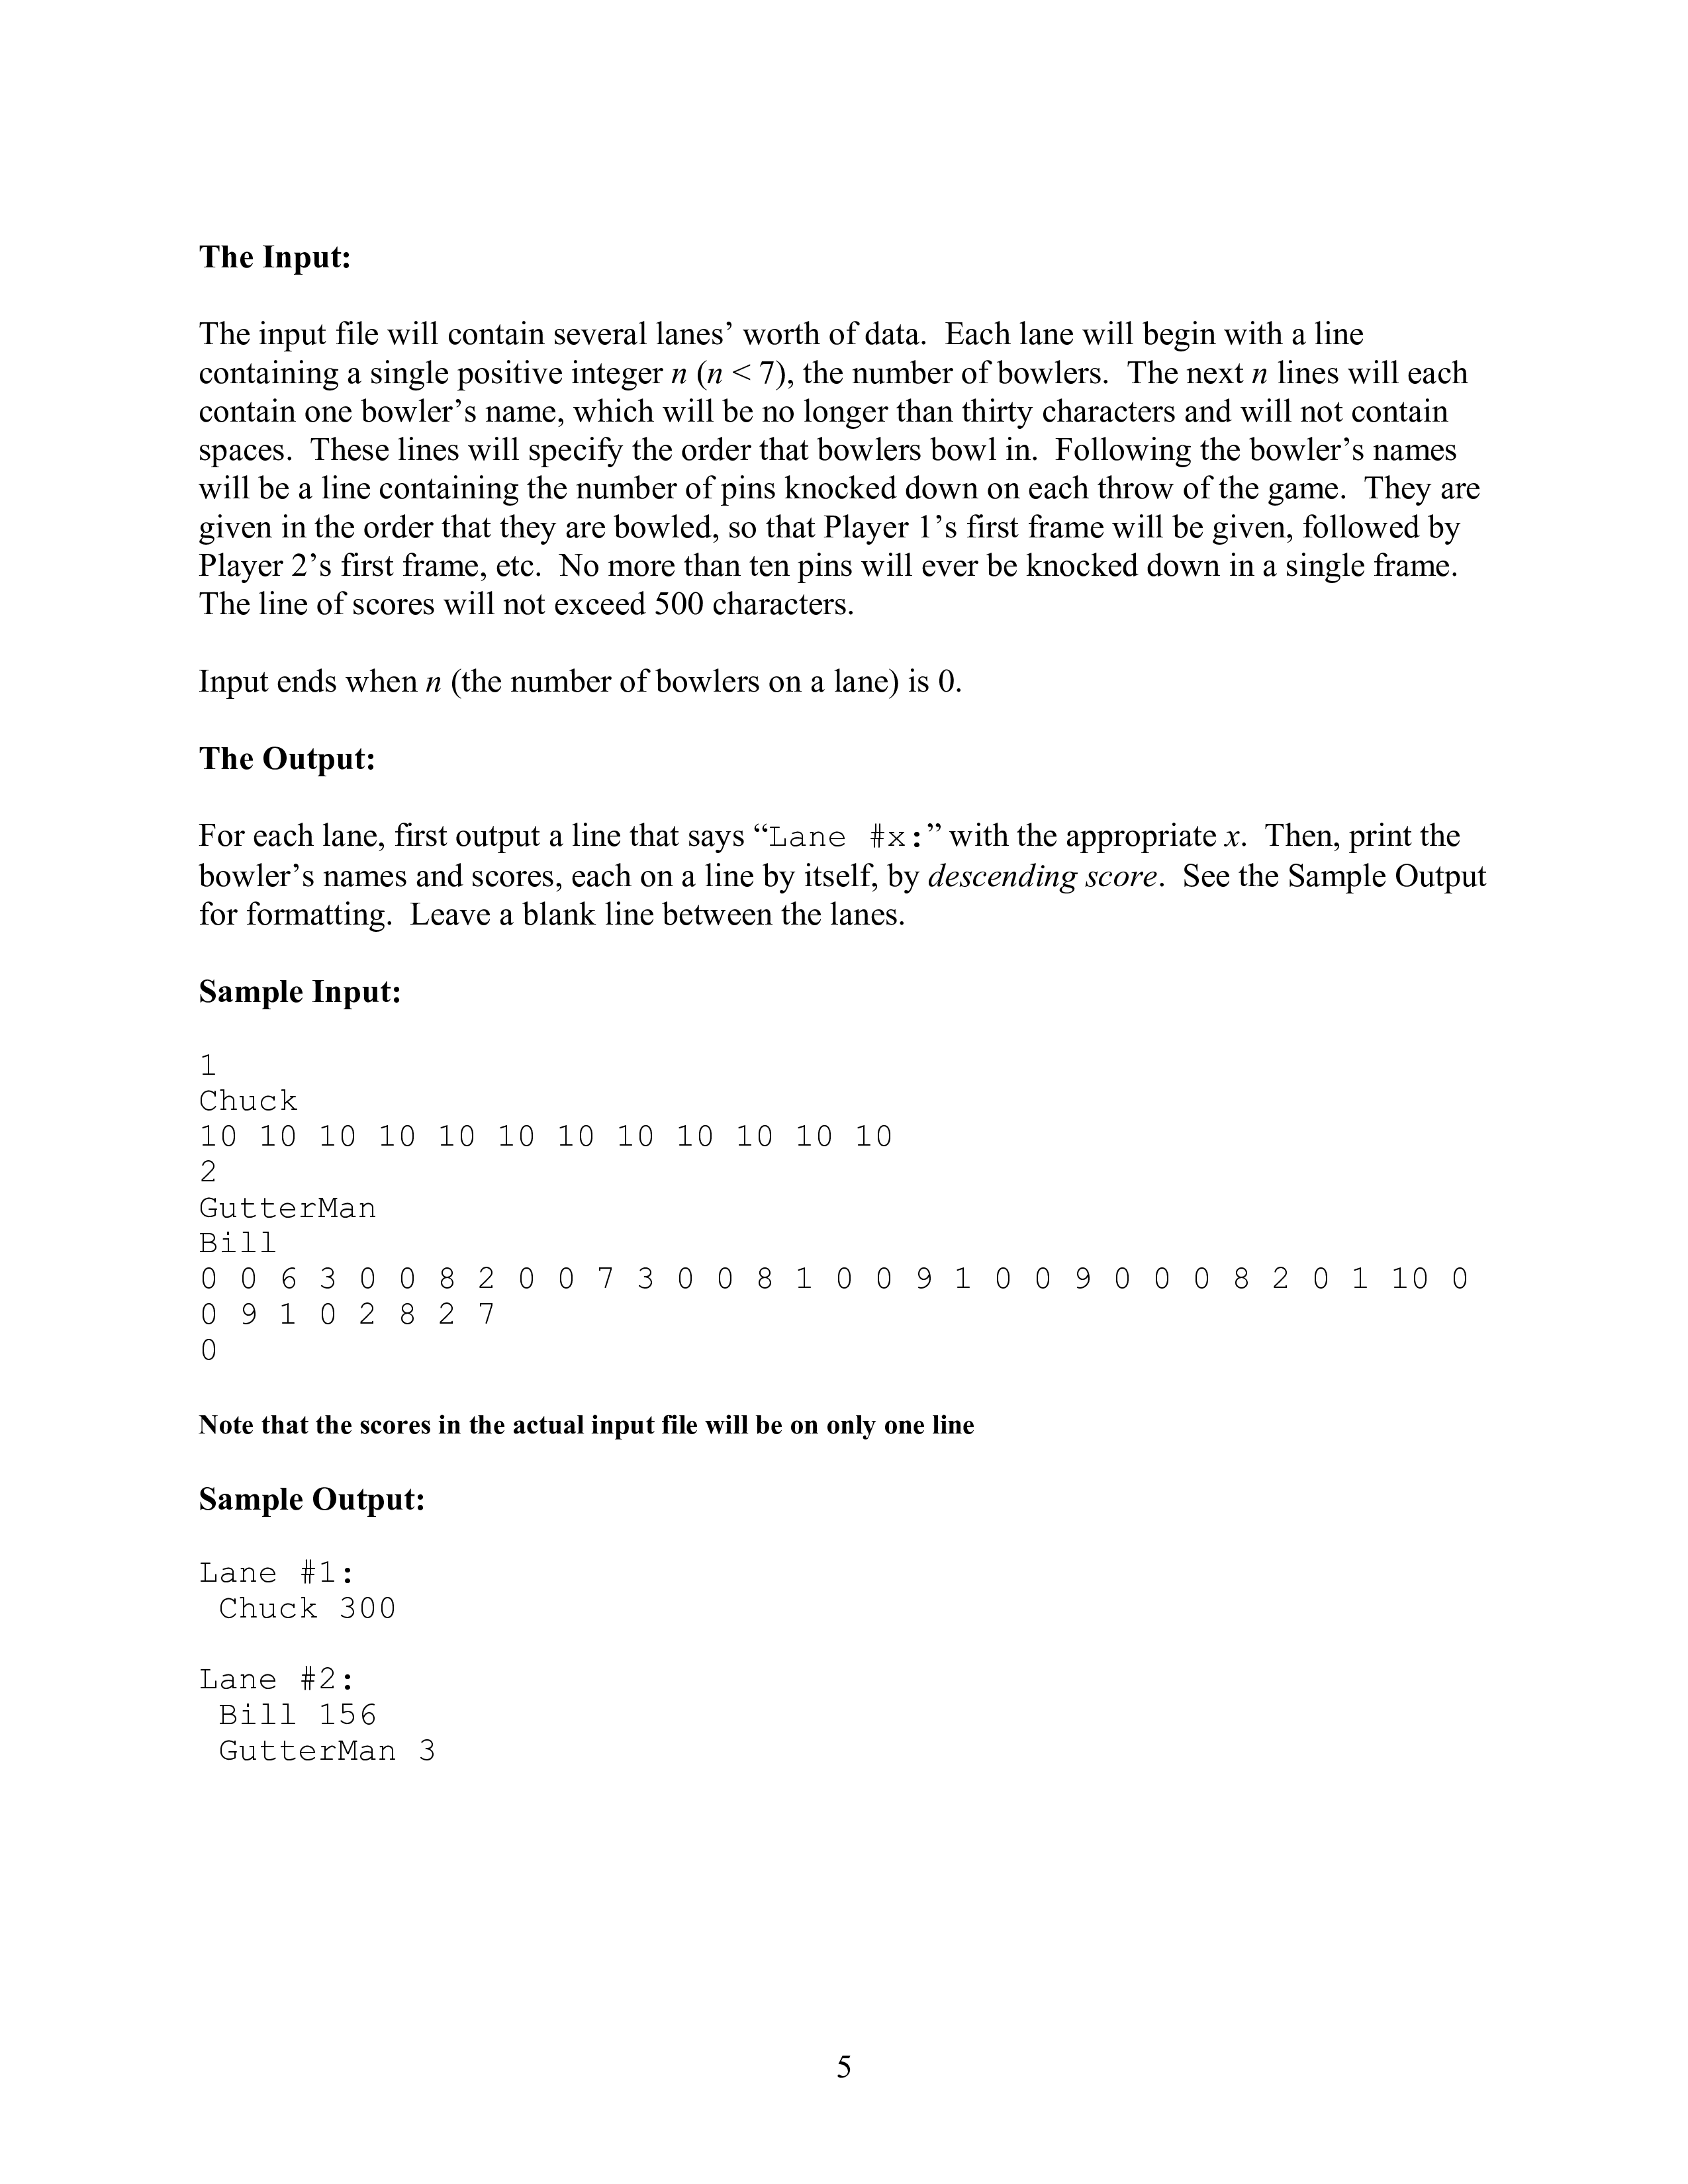 The Input:
The input file will contain several lanes’ worth of data.  Each lane will begin with a line
containing a single positive integer n (n < 7), the number of bowlers.  The next n lines will each
contain one bowler’s name, which will be no longer than thirty characters and will not contain
spaces.  These lines will specify the order that bowlers bowl in.  Following the bowler’s names
will be a line containing the number of pins knocked down on each throw of the game.  They are
given in the order that they are bowled, so that Player 1’s first frame will be given, followed by
Player 2’s first frame, etc.  No more than ten pins will ever be knocked down in a single frame.
The line of scores will not exceed 500 characters.
Input ends when n (the number of bowlers on a lane) is 0.
The Output:
For each lane, first output a line that says “Lane #x:” with the appropriate x.  Then, print the
bowler’s names and scores, each on a line by itself, by descending score.  See the Sample Output
for formatting.  Leave a blank line between the lanes.
Sample Input:
1
Chuck
10 10 10 10 10 10 10 10 10 10 10 10
2
GutterMan
Bill
0 0 6 3 0 0 8 2 0 0 7 3 0 0 8 1 0 0 9 1 0 0 9 0 0 0 8 2 0 1 10 0
0 9 1 0 2 8 2 7
0
Note that the scores in the actual input file will be on only one line
Sample Output:
Lane #1:
 Chuck 300
Lane #2:
 Bill 156
 GutterMan 3
5